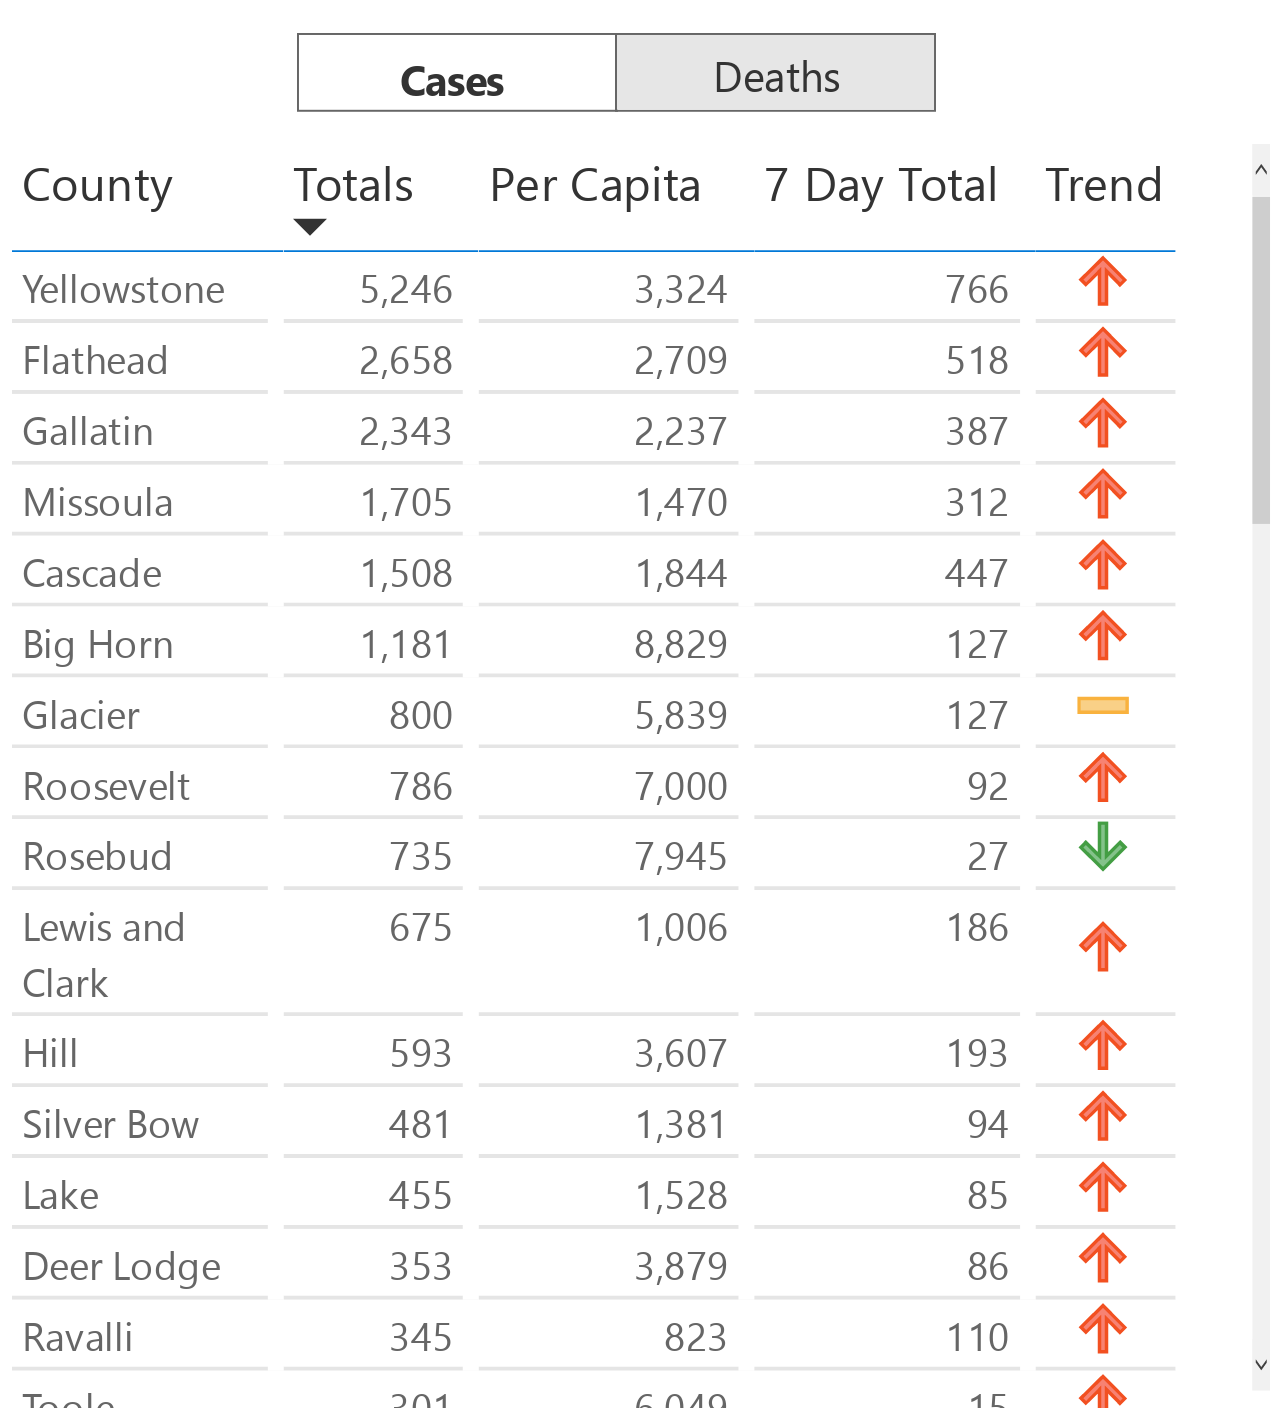 Cases Deaths
County Totals Per Capita 7 Day Total Trend
Yellowstone 5,246 3,324 766
Flathead 2,658 2,709 518
Gallatin 2,343 2,237 387
Missoula 1,705 1,470 312
Cascade 1,508 1,844 447
Big Horn 1,181 8,829 127
Glacier 800 5,839 127
Roosevelt 786 7,000 92
Rosebud 735 7,945 27
Lewis and 675 1,006 186
Clark
Hill 593 3,607 193
Silver Bow 481 1,381 94
Lake 455 1,528 85
Deer Lodge 353 3,879 86
Ravalli 345 823 110
Toole 301 6,049 15